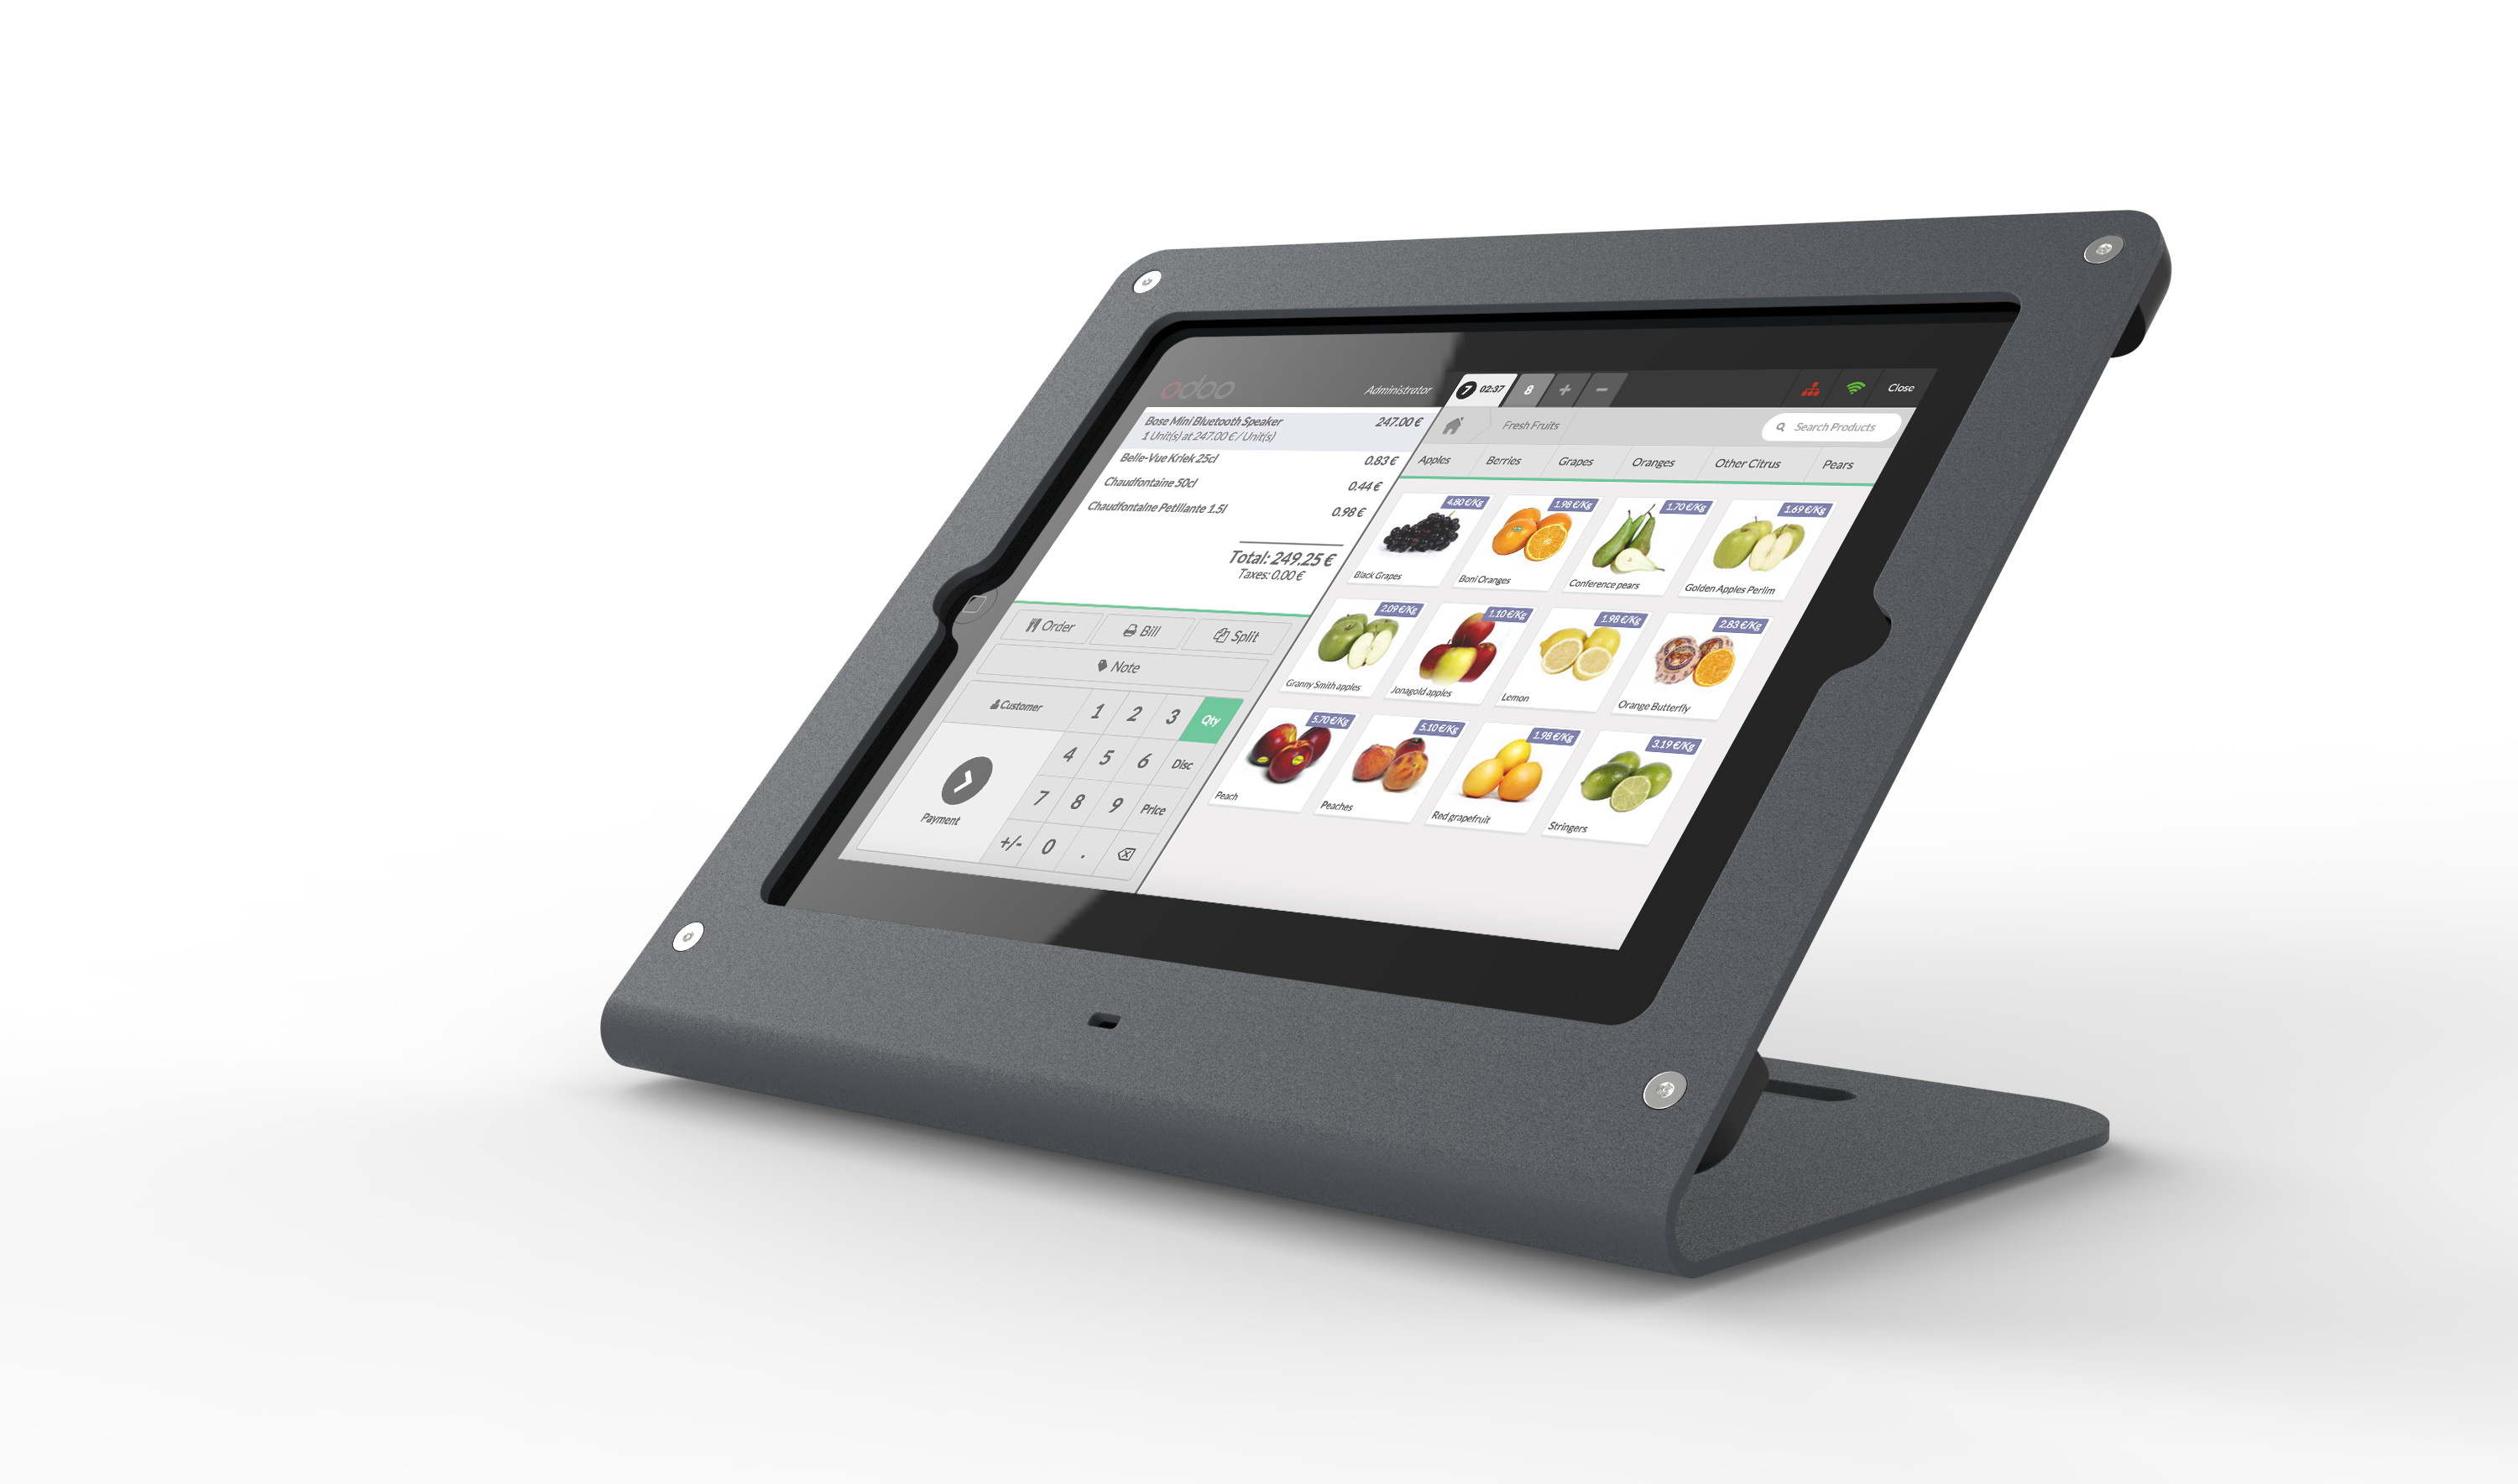 odoo
Administrator
7 02:37
8
+
−
Close
Bose Mini Bluetooth Speaker 247.00 €
1 Unit(s) at 247.00 € / Unit(s)
Belle-Vue Kriek 25cl 0.83 €
Chaudfontaine 50cl 0.44 €
Chaudfontaine Petillante 1.5l 0.98 €
Total: 249.25 €
Taxes: 0.00 €
Order
Bill
Split
Note
Customer
1 2 3 Qty
4 5 6 Disc
7 8 9 Price
+/- 0 .
Payment
Fresh Fruits
Search Products
Apples Berries Grapes Oranges Other Citrus Pears
4.80 €/Kg
Black Grapes
1.98 €/Kg
Boni Oranges
1.70 €/Kg
Conference pears
1.69 €/Kg
Golden Apples Perlim
2.09 €/Kg
Granny Smith apples
1.10 €/Kg
Jonagold apples
1.98 €/Kg
Lemon
2.83 €/Kg
Orange Butterfly
5.70 €/Kg
Peach
5.10 €/Kg
Peaches
1.98 €/Kg
Red grapefruit
3.19 €/Kg
Stringers